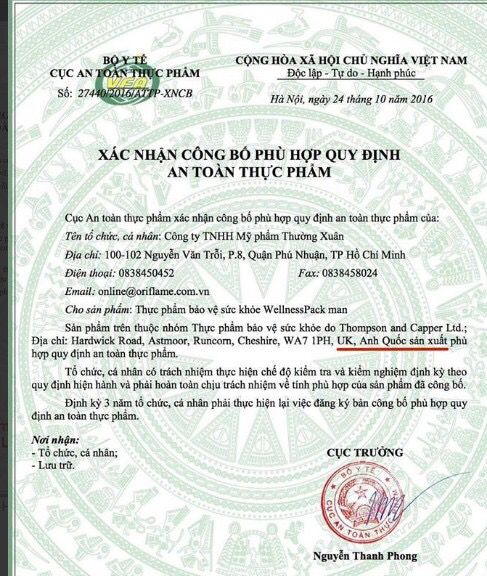 BỘ Y TẾ
CỤC AN TOÀN THỰC PHẨM
Số: 27440/2016/ATTP-XNCB
VFA
CỘNG HÒA XÃ HỘI CHỦ NGHĨA VIỆT NAM
Độc lập - Tự do - Hạnh phúc
Hà Nội, ngày 24 tháng 10 năm 2016
XÁC NHẬN CÔNG BỐ PHÙ HỢP QUY ĐỊNH
AN TOÀN THỰC PHẨM
Cục An toàn thực phẩm xác nhận công bố phù hợp quy định an toàn thực phẩm của:
Tên tổ chức, cá nhân: Công ty TNHH Mỹ phẩm Thường Xuân
Địa chỉ: 100-102 Nguyễn Văn Trỗi, P.8, Quận Phú Nhuận, TP Hồ Chí Minh
Điện thoại: 0838450452 Fax: 0838458024
Email: online@oriflame.com.vn
Cho sản phẩm: Thực phẩm bảo vệ sức khỏe WellnessPack man
Sản phẩm trên thuộc nhóm Thực phẩm bảo vệ sức khỏe do Thompson and Capper Ltd.;
Địa chỉ: Hardwick Road, Astmoor, Runcorn, Cheshire, WA7 1PH, UK, Anh Quốc sản xuất phù
hợp quy định an toàn thực phẩm.
Tổ chức, cá nhân có trách nhiệm thực hiện chế độ kiểm tra và kiểm nghiệm định kỳ theo
quy định hiện hành và phải hoàn toàn chịu trách nhiệm về tính phù hợp của sản phẩm đã công bố.
Định kỳ 3 năm tổ chức, cá nhân phải thực hiện lại việc đăng ký bản công bố phù hợp quy
định an toàn thực phẩm.
Nơi nhận:
- Tổ chức, cá nhân;
- Lưu trữ.
CỤC TRƯỞNG
BỘ Y TẾ
CỤC AN TOÀN THỰC PHẨM
Nguyễn Thanh Phong